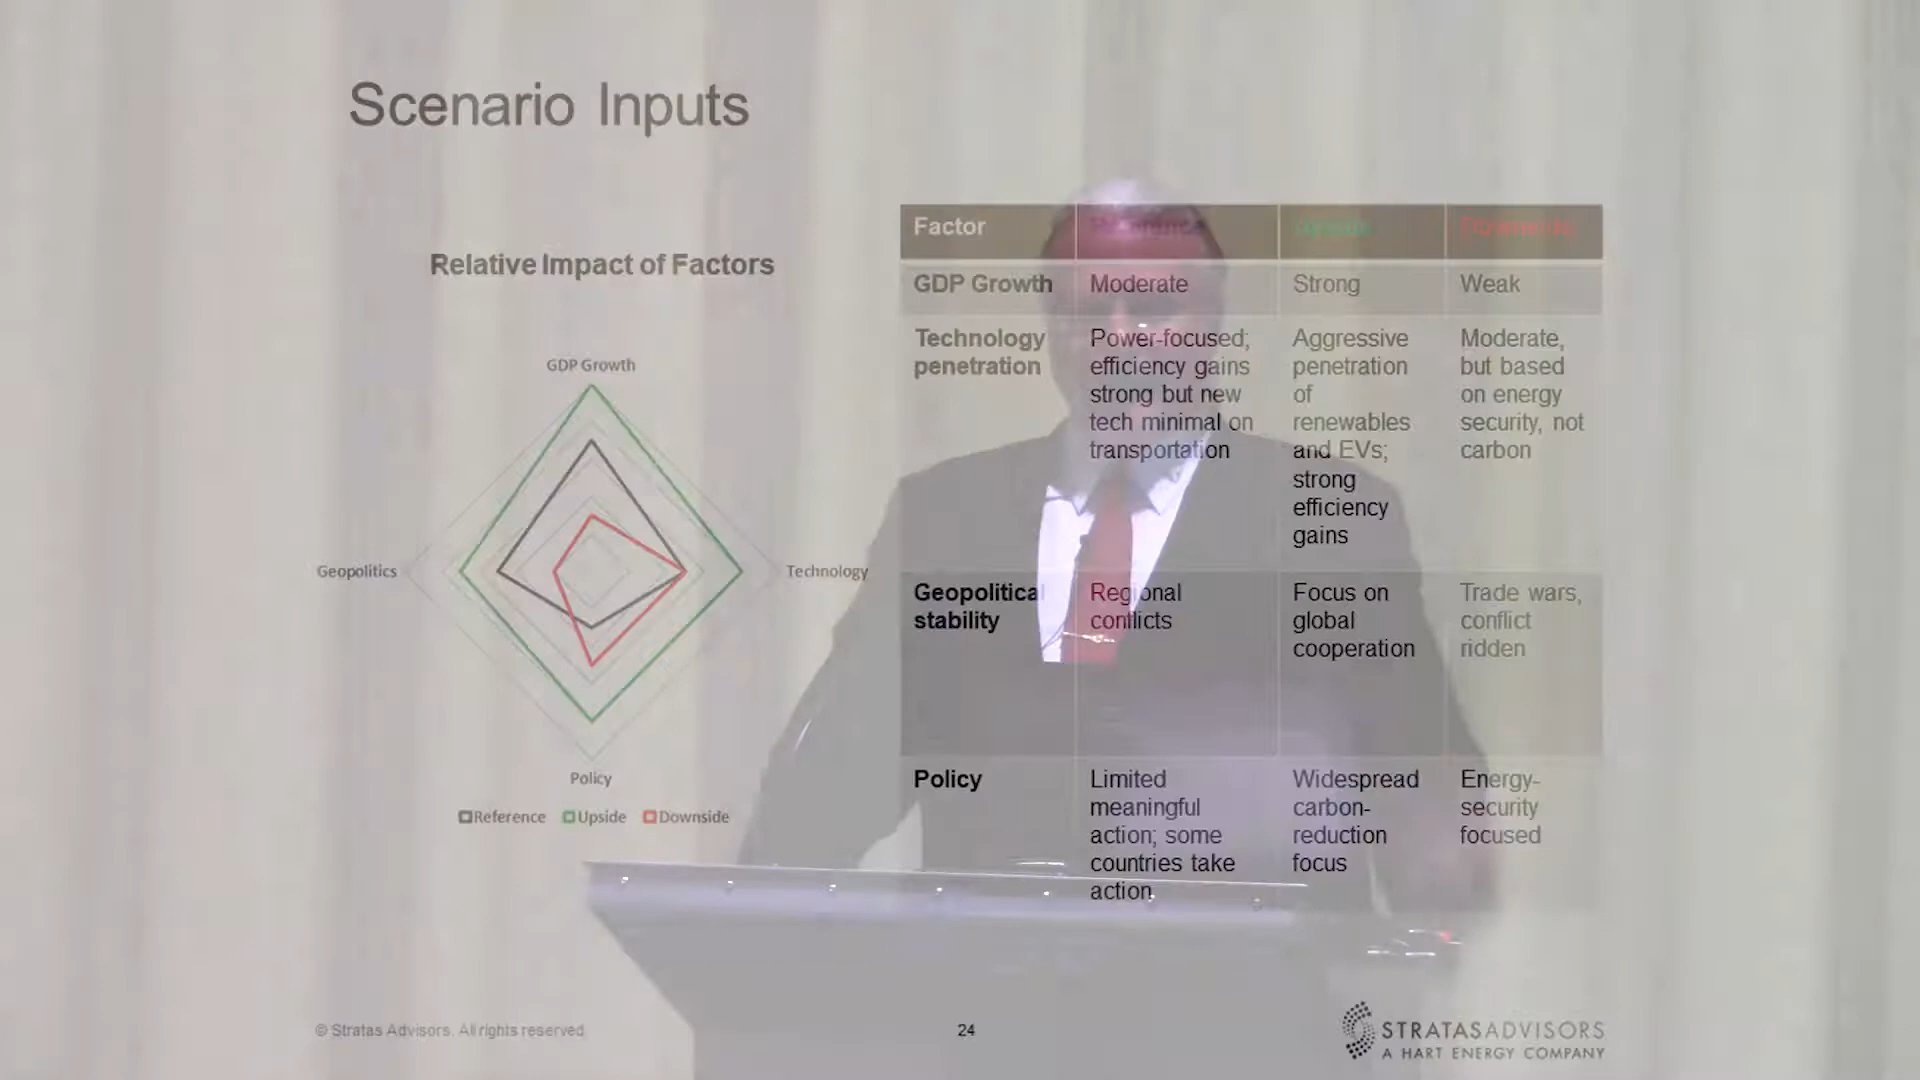 Scenario Inputs
Relative Impact of Factors
GDP Growth
Geopolitics
Technology
Policy
Reference Upside Downside
Factor Reference Upside Downside
GDP Growth Moderate Strong Weak
Technology
penetration
Power-focused;
efficiency gains
strong but new
tech minimal on
transportation
Aggressive
penetration
of
renewables
and EVs;
strong
efficiency
gains
Moderate,
but based
on energy
security, not
carbon
Geopolitical
stability
Regional
conflicts
Focus on
global
cooperation
Trade wars,
conflict
ridden
Policy
Limited
meaningful
action; some
countries take
action
Widespread
carbon-
reduction
focus
Energy-
security
focused
© Stratas Advisors. All rights reserved
24
STRATASADVISORS
A HART ENERGY COMPANY